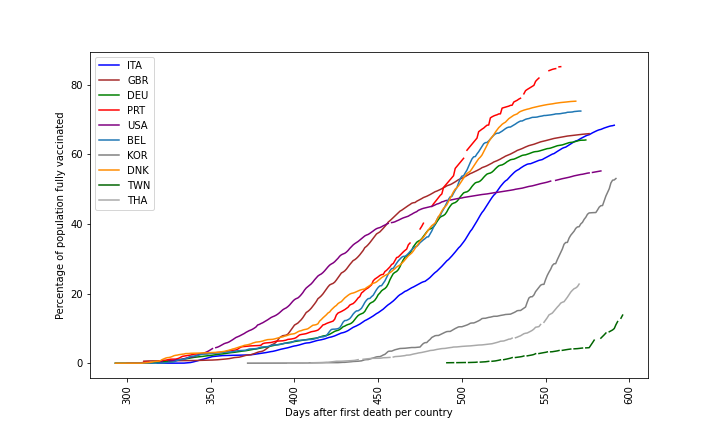 ITA
GBR
DEU
PRT
USA
BEL
KOR
DNK
TWN
THA
Percentage of population fully vaccinated
80
60
40
20
0
300
350
400
450
500
550
600
Days after first death per country